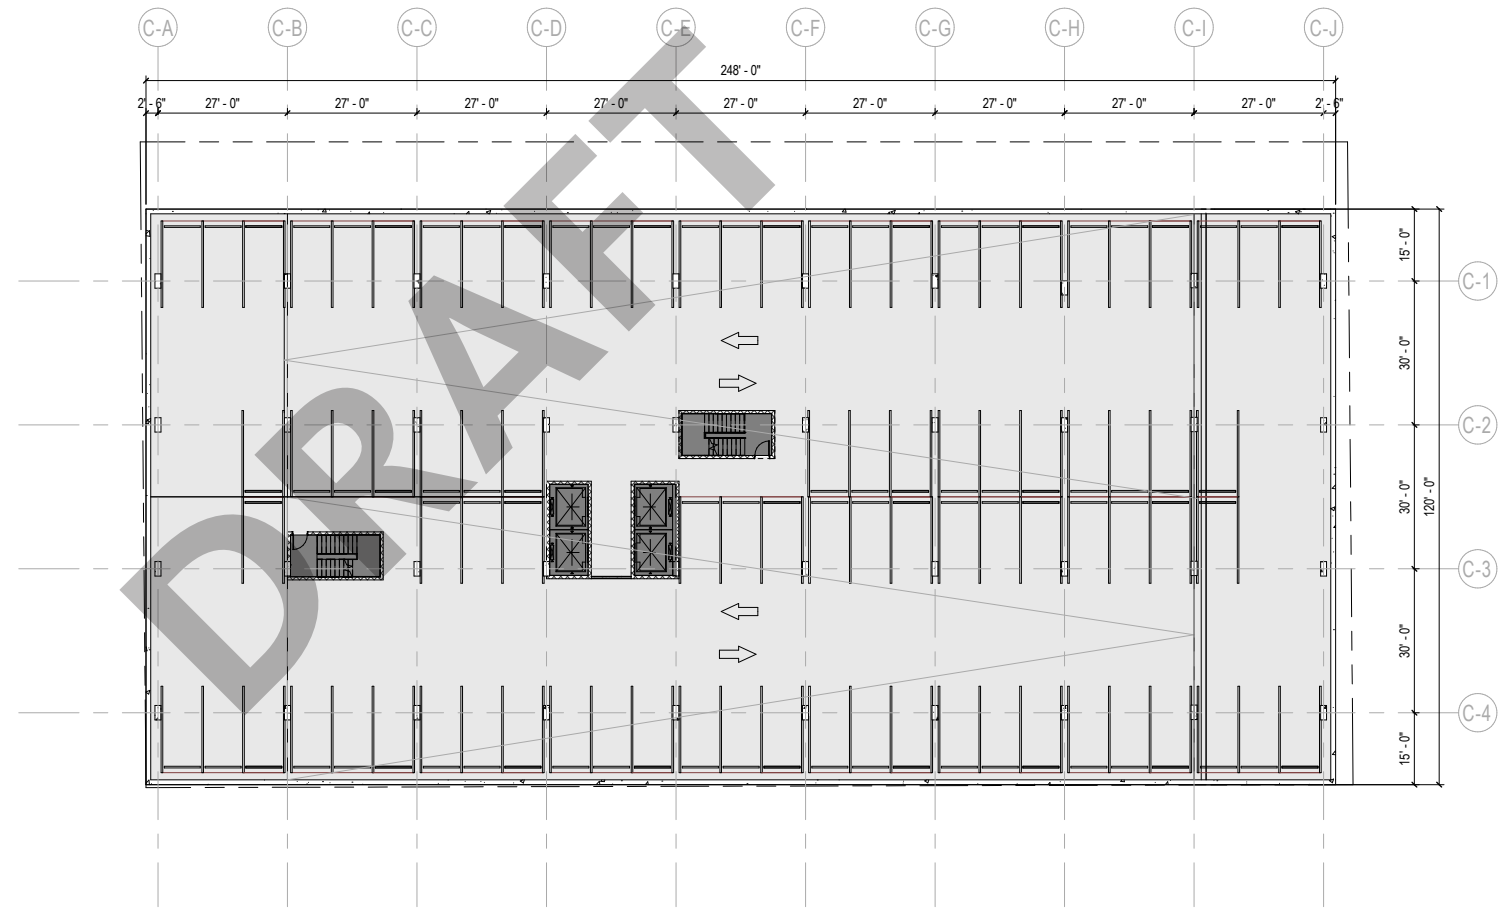 C-A C-B C-C C-D C-E C-F C-G C-H C-I C-J
248' - 0"
2' - 6" 27' - 0" 27' - 0" 27' - 0" 27' - 0" 27' - 0" 27' - 0" 27' - 0" 27' - 0" 27' - 0" 2' - 6"
15' - 0"
C-1
30' - 0"
C-2
30' - 0"
120' - 0"
C-3
30' - 0"
C-4
15' - 0"
DRAFT